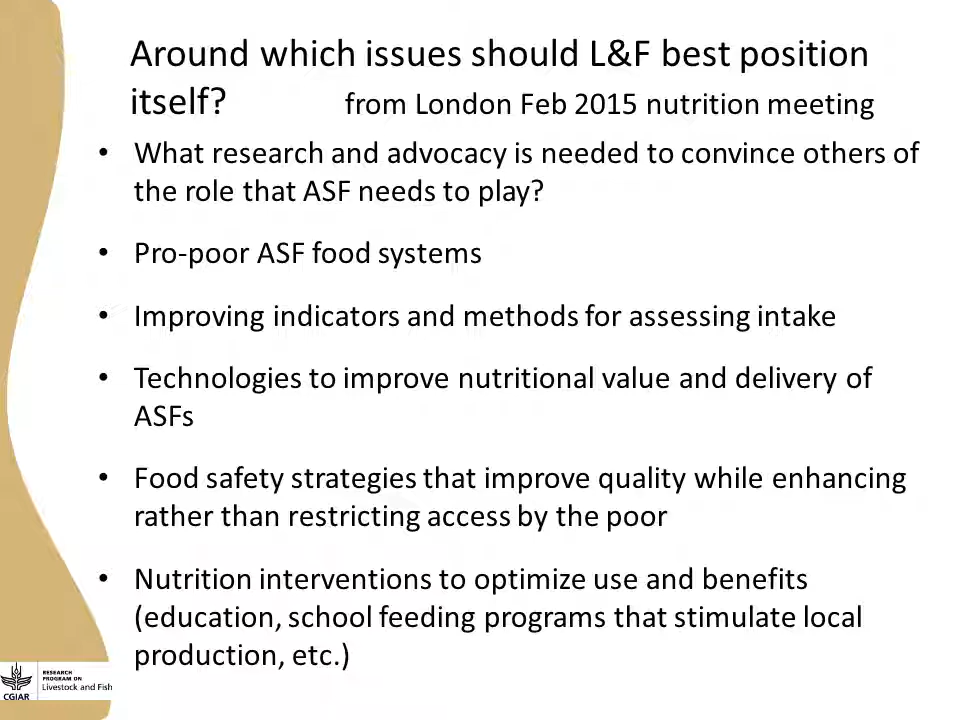 Around which issues should L&F best position
itself? from London Feb 2015 nutrition meeting
• What research and advocacy is needed to convince others of
the role that ASF needs to play?
• Pro-poor ASF food systems
• Improving indicators and methods for assessing intake
• Technologies to improve nutritional value and delivery of
ASFs
• Food safety strategies that improve quality while enhancing
rather than restricting access by the poor
• Nutrition interventions to optimize use and benefits
(education, school feeding programs that stimulate local
production, etc.)
CGIAR
RESEARCH
PROGRAM ON
Livestock and Fish